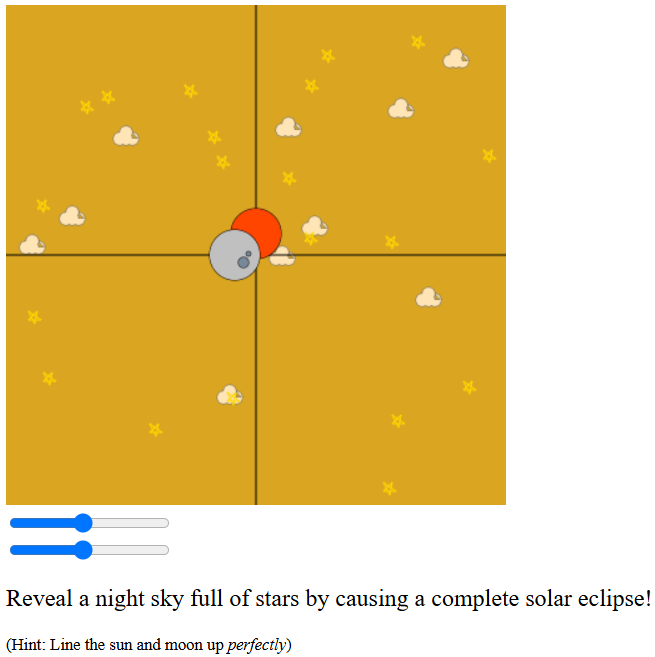 Reveal a night sky full of stars by causing a complete solar eclipse!
(Hint: Line the sun and moon up perfectly)